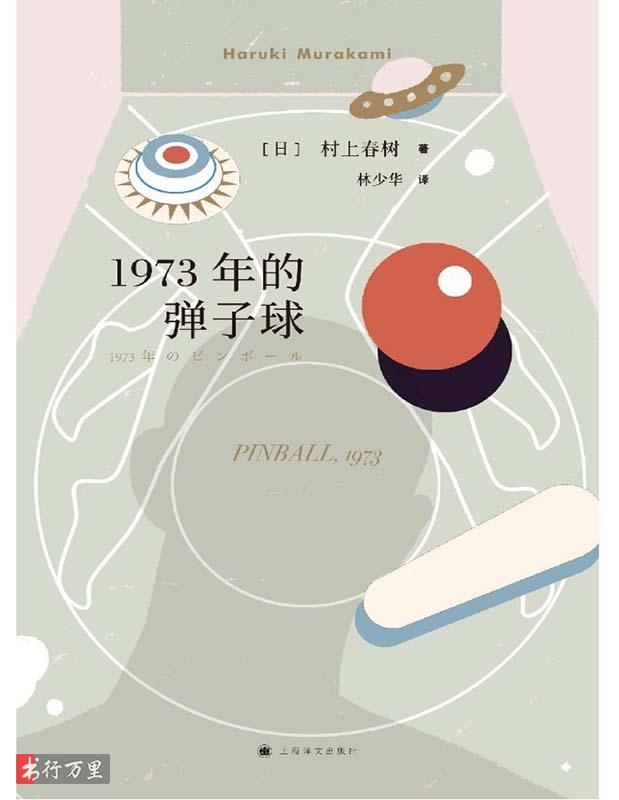 Haruki Murakami
［日］ 村上春树 著
林少华 译
1973 年的
弹子球
1973 年のピンボール
PINBALL, 1973
上海译文出版社
书行万里